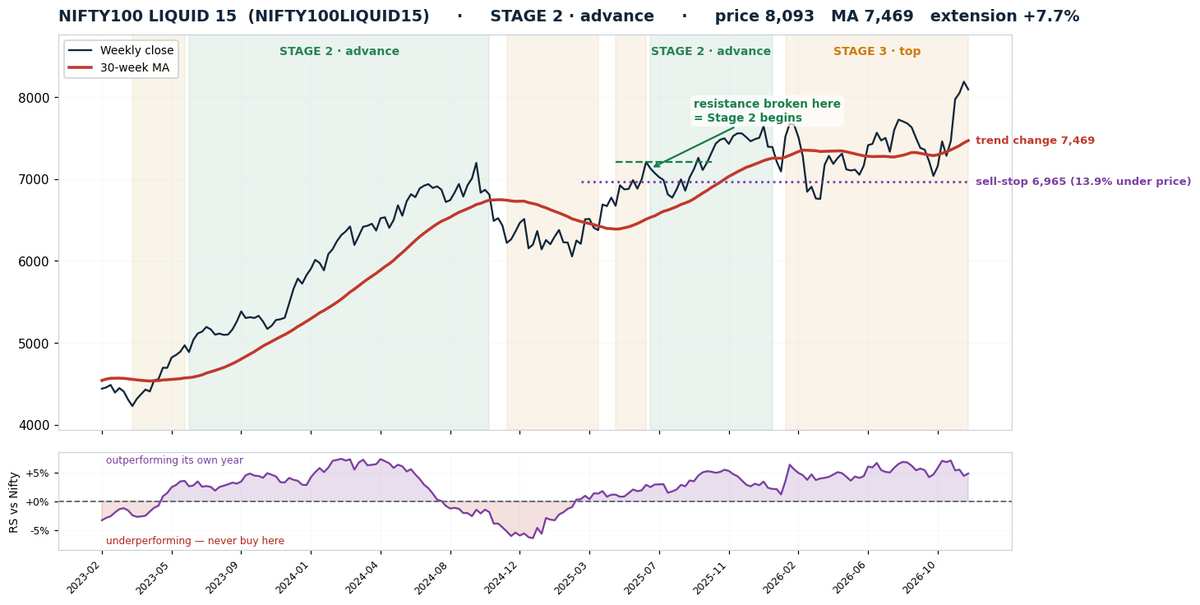 NIFTY100 LIQUID 15 (NIFTY100LIQUID15) · STAGE 2 · advance · price 8,093 MA 7,469 extension +7.7%
Weekly close
30-week MA
STAGE 2 · advance
STAGE 2 · advance
STAGE 3 · top
resistance broken here
= Stage 2 begins
trend change 7,469
sell-stop 6,965 (13.9% under price)
8000
7000
6000
5000
4000
RS vs Nifty
+5%
+0%
-5%
outperforming its own year
underperforming — never buy here
2023-02
2023-05
2023-09
2024-01
2024-04
2024-08
2024-12
2025-03
2025-07
2025-11
2026-02
2026-06
2026-10